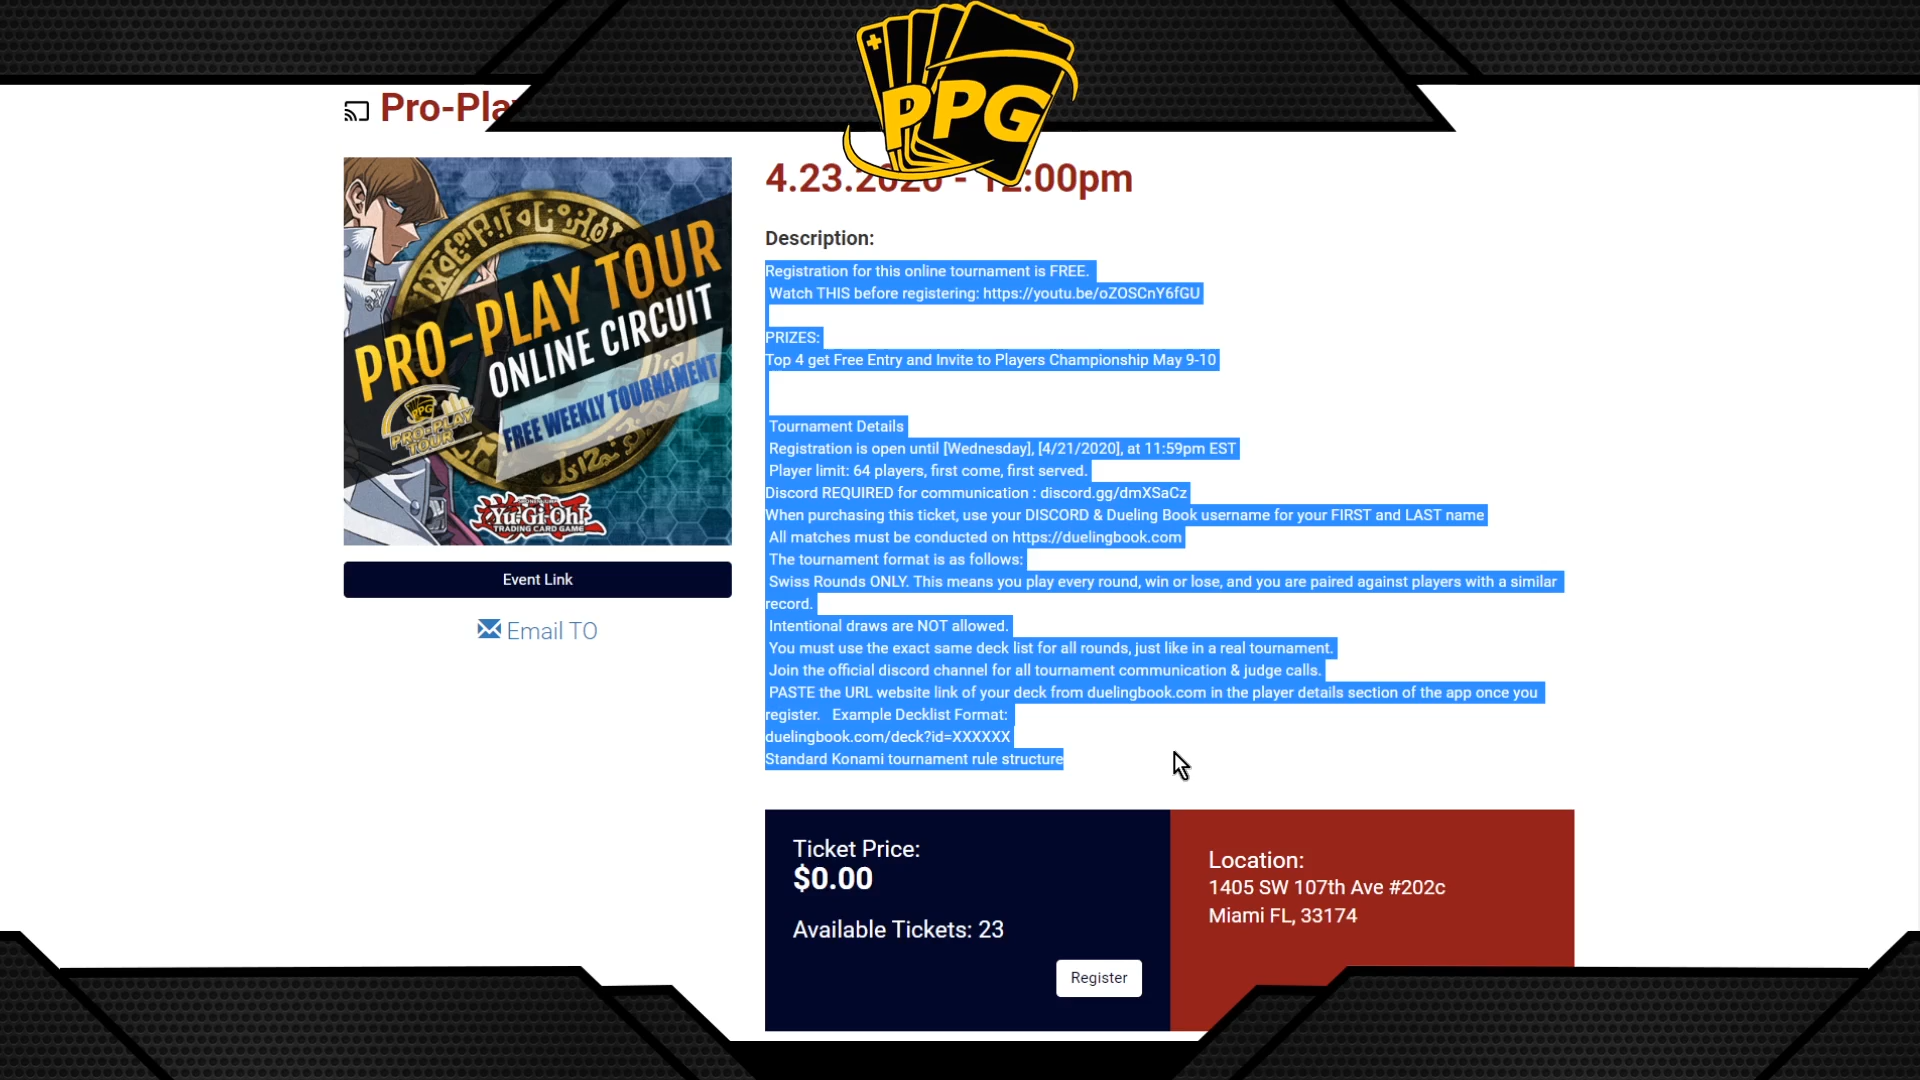 PPG
Pro-Pla
4.23.2020 - 12:00pm
PRO-PLAY TOUR
ONLINE CIRCUIT
FREE WEEKLY TOURNAMENT
PPG
PRO-PLAY
TOUR
Yu-Gi-Oh!
TRADING CARD GAME
Event Link
Email TO
Description:
Registration for this online tournament is FREE.
Watch THIS before registering: https://youtu.be/oZOSCnY6fGU
PRIZES:
Top 4 get Free Entry and Invite to Players Championship May 9-10
Tournament Details
Registration is open until [Wednesday], [4/21/2020], at 11:59pm EST
Player limit: 64 players, first come, first served.
Discord REQUIRED for communication : discord.gg/dmXSaCz
When purchasing this ticket, use your DISCORD & Dueling Book username for your FIRST and LAST name
All matches must be conducted on https://duelingbook.com
The tournament format is as follows:
Swiss Rounds ONLY. This means you play every round, win or lose, and you are paired against players with a similar
record.
Intentional draws are NOT allowed.
You must use the exact same deck list for all rounds, just like in a real tournament.
Join the official discord channel for all tournament communication & judge calls.
PASTE the URL website link of your deck from duelingbook.com in the player details section of the app once you
register. Example Decklist Format:
duelingbook.com/deck?id=XXXXXX
Standard Konami tournament rule structure
Ticket Price:
$0.00
Available Tickets: 23
Register
Location:
1405 SW 107th Ave #202c
Miami FL, 33174